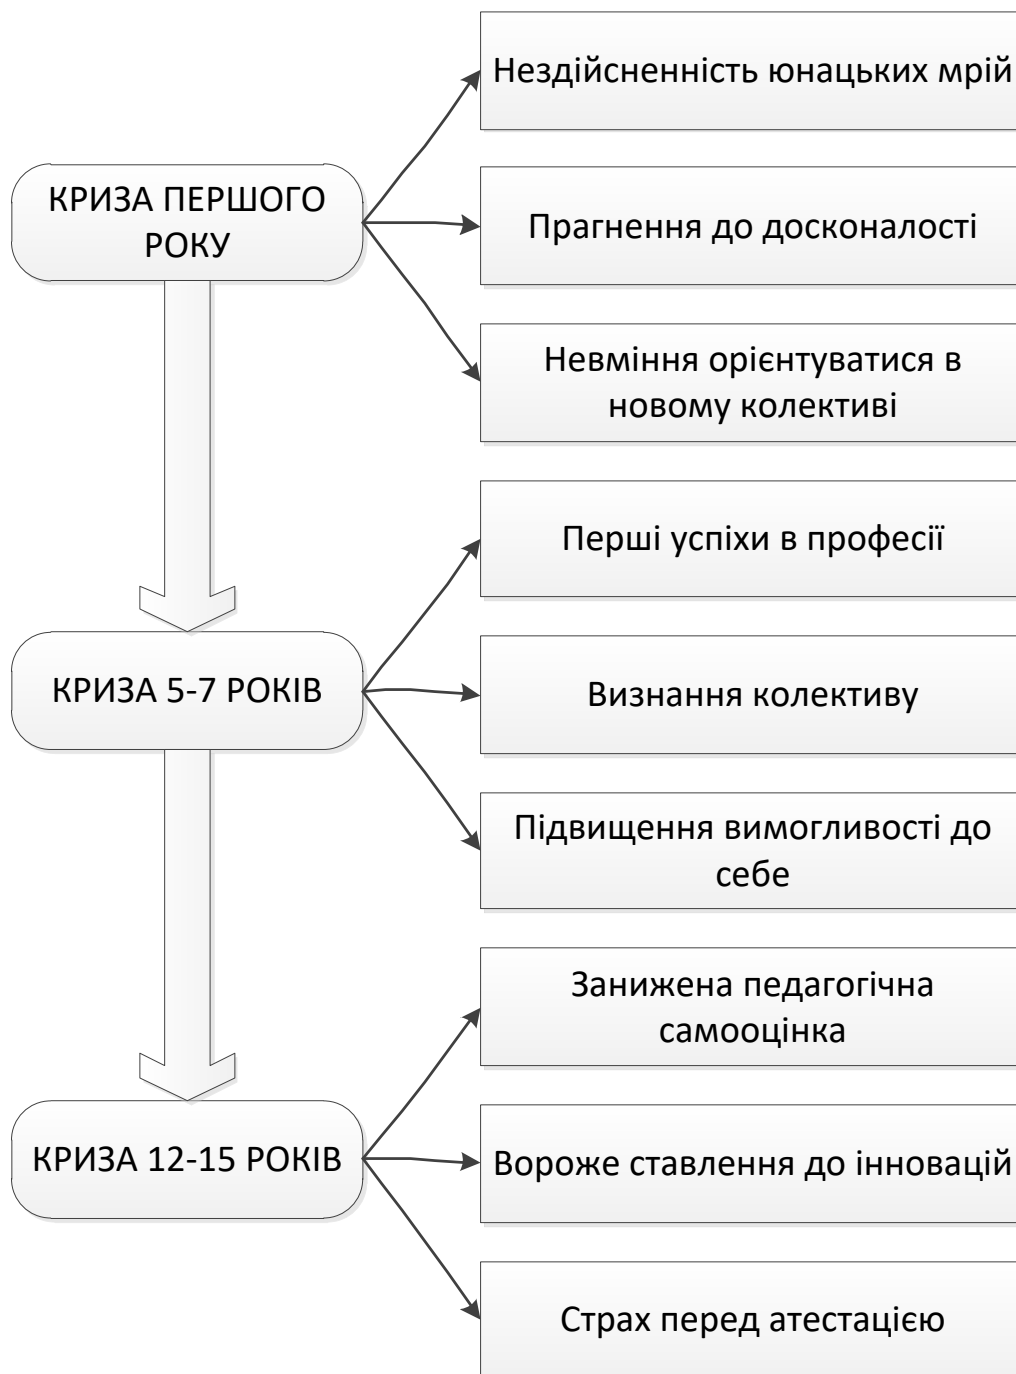 Нездійсненність юнацьких мрій
КРИЗА ПЕРШОГО
РОКУ
Прагнення до досконалості
Невміння орієнтуватися в
новому колективі
Перші успіхи в професії
КРИЗА 5-7 РОКІВ
Визнання колективу
Підвищення вимогливості до
себе
Занижена педагогічна
самооцінка
КРИЗА 12-15 РОКІВ
Вороже ставлення до інновацій
Страх перед атестацією